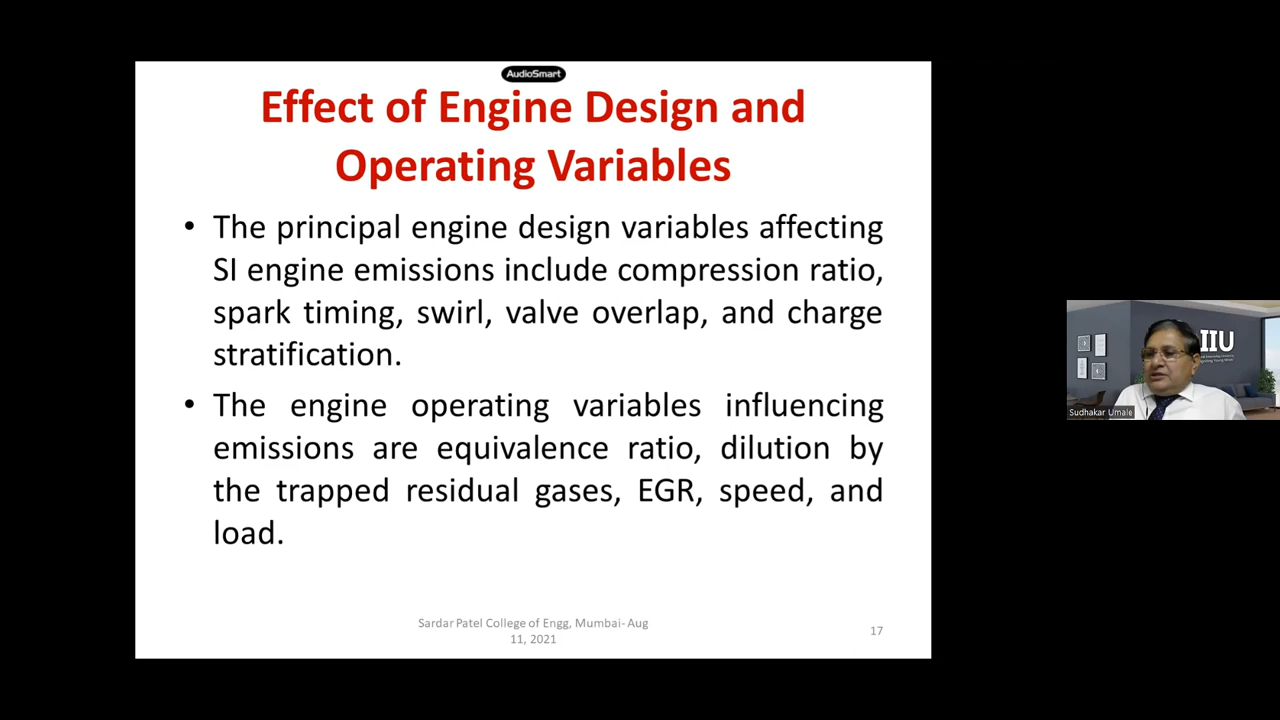 AudioSmart
Effect of Engine Design and
Operating Variables
• The principal engine design variables affecting
SI engine emissions include compression ratio,
spark timing, swirl, valve overlap, and charge
stratification.
• The engine operating variables influencing
emissions are equivalence ratio, dilution by
the trapped residual gases, EGR, speed, and
load.
Sardar Patel College of Engg, Mumbai- Aug
11, 2021
17
IIU
Sudhakar Umale